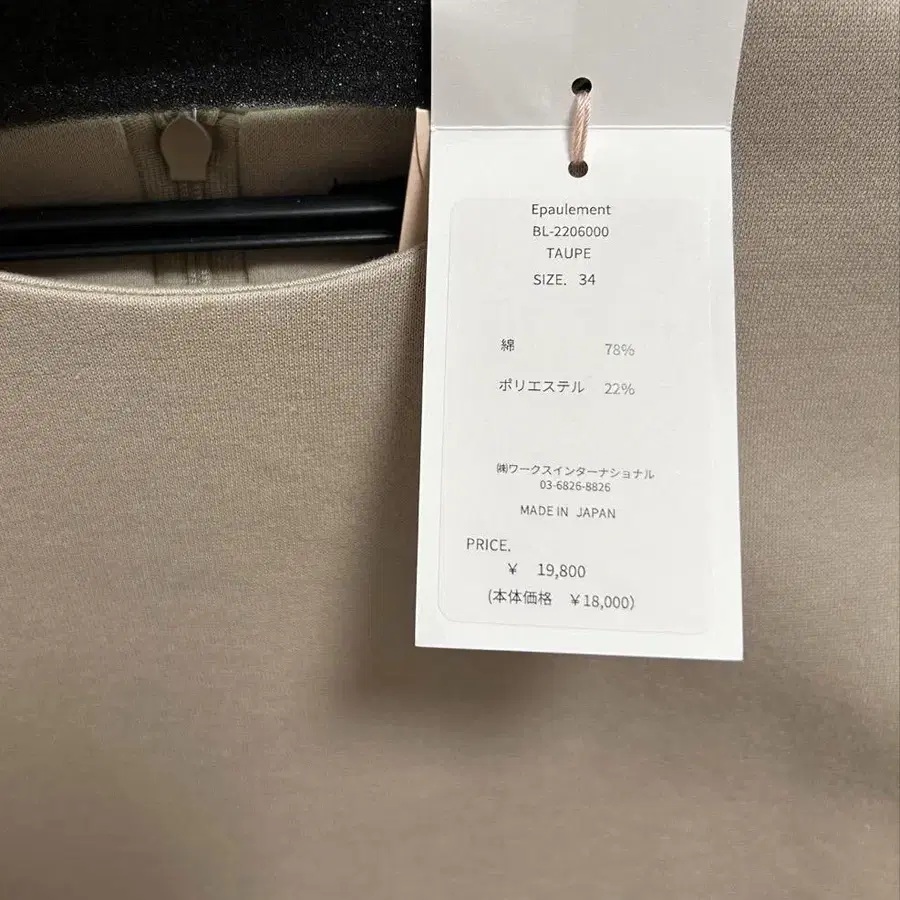 Epaulement
BL-2206000
TAUPE
SIZE. 34
綿 78%
ポリエステル 22%
㈱ワークスインターナショナル
03-6826-8826
MADE IN JAPAN
PRICE.
¥ 19,800
(本体価格 ¥18,000)